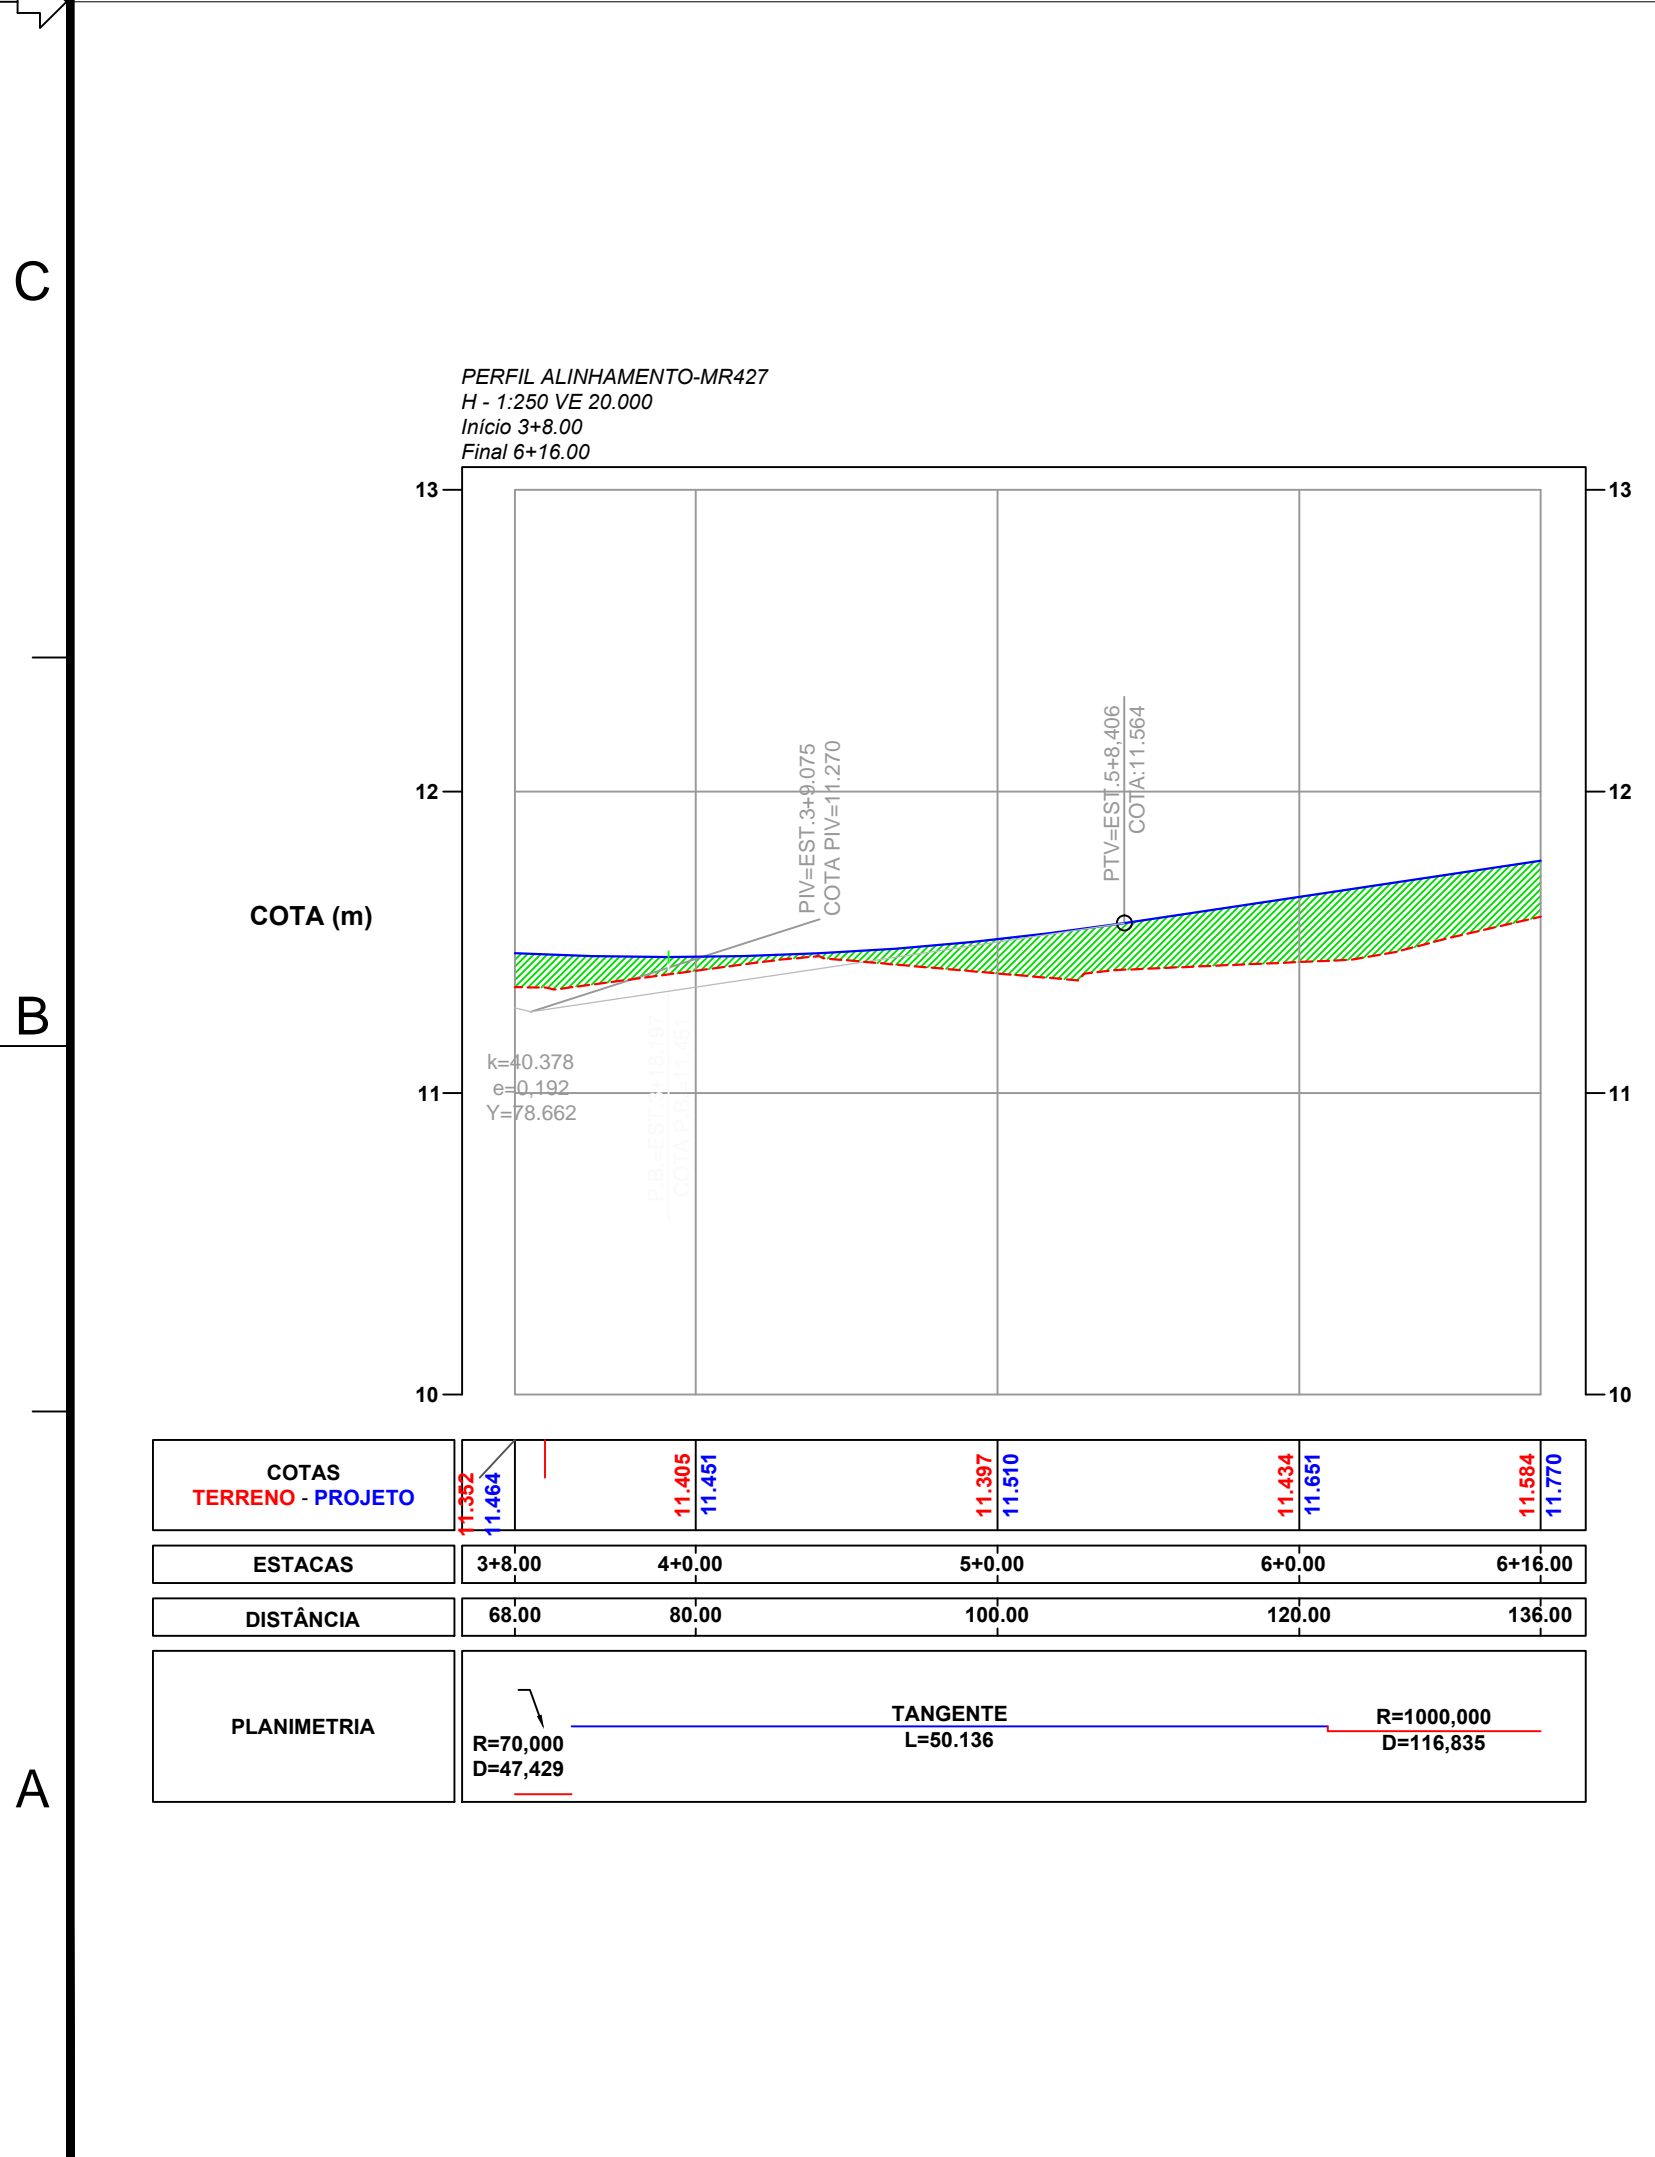 C
PERFIL ALINHAMENTO-MR427
H - 1:250 VE 20.000
Início 3+8.00
Final 6+16.00
13
13
PTV=EST.5+8,406
COTA:11.564
PIV=EST.3+9.075
COTA PIV=11.270
12
12
COTA (m)
B
k=40.378
e=0,192
Y=78.662
11
11
10
10
COTAS
TERRENO - PROJETO
11.352
11.464
11.405
11.451
11.397
11.510
11.434
11.651
11.584
11.770
ESTACAS
3+8.00 4+0.00 5+0.00 6+0.00 6+16.00
DISTÂNCIA
68.00 80.00 100.00 120.00 136.00
PLANIMETRIA
R=70,000
D=47,429
TANGENTE
L=50.136
R=1000,000
D=116,835
A